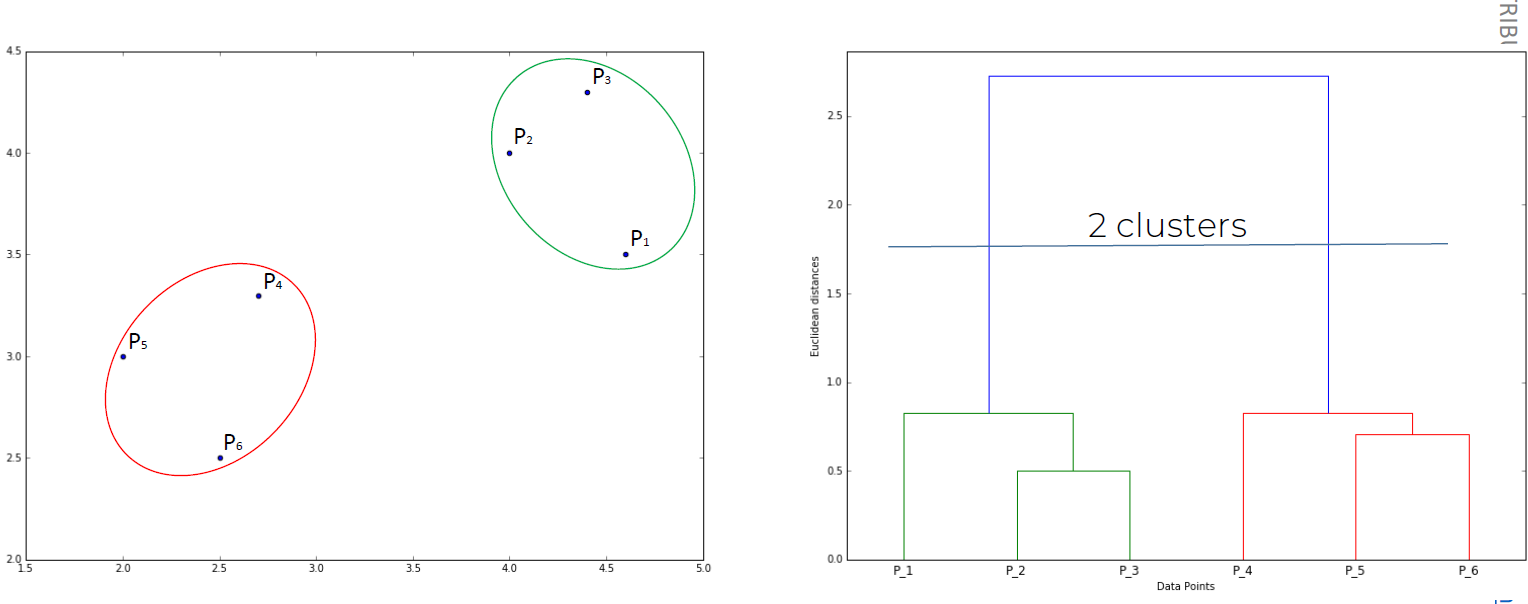 TRIBU
4.5
4.0
3.5
3.0
2.5
2.0
1.5 2.0 2.5 3.0 3.5 4.0 4.5 5.0
P3
P2
P1
P4
P5
P6
2.5
2.0
1.5
1.0
0.5
0.0
Euclidean distances
2 clusters
P_1 P_2 P_3 P_4 P_5 P_6
Data Points